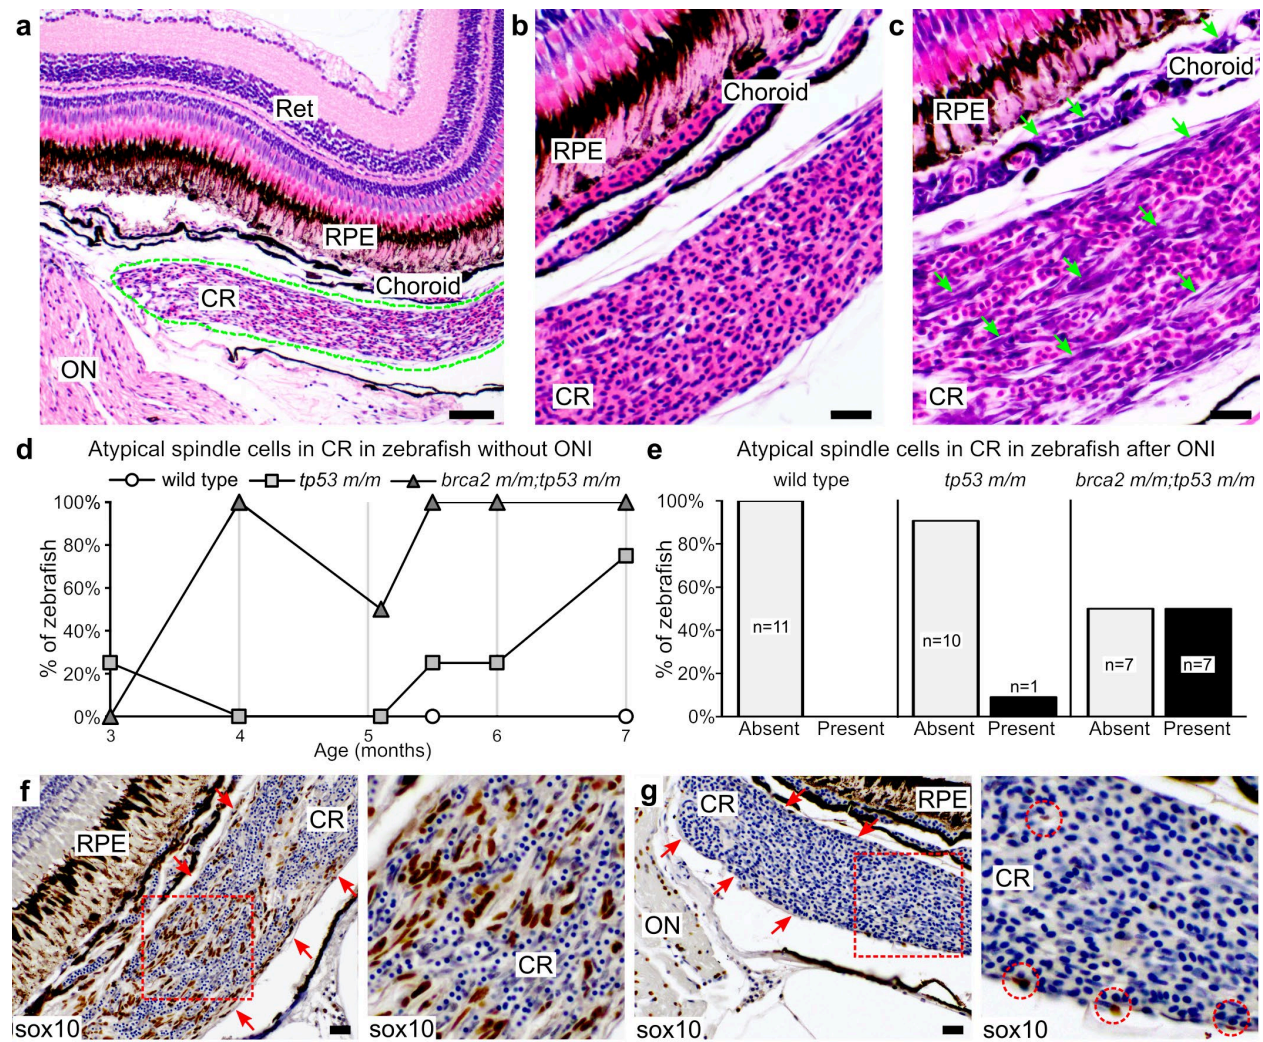 a
Ret
RPE
Choroid
CR
ON
b
Choroid
RPE
CR
c
Choroid
RPE
CR
d
Atypical spindle cells in CR in zebrafish without ONI
wild type
tp53 m/m
brca2 m/m;tp53 m/m
% of zebrafish
100%
80%
60%
40%
20%
0%
3
4
5
6
7
Age (months)
e
Atypical spindle cells in CR in zebrafish after ONI
wild type
tp53 m/m
brca2 m/m;tp53 m/m
% of zebrafish
100%
80%
60%
40%
20%
0%
n=11
n=10
n=1
n=7
n=7
Absent
Present
Absent
Present
Absent
Present
f
RPE
CR
sox10
CR
sox10
g
CR
RPE
ON
sox10
CR
sox10